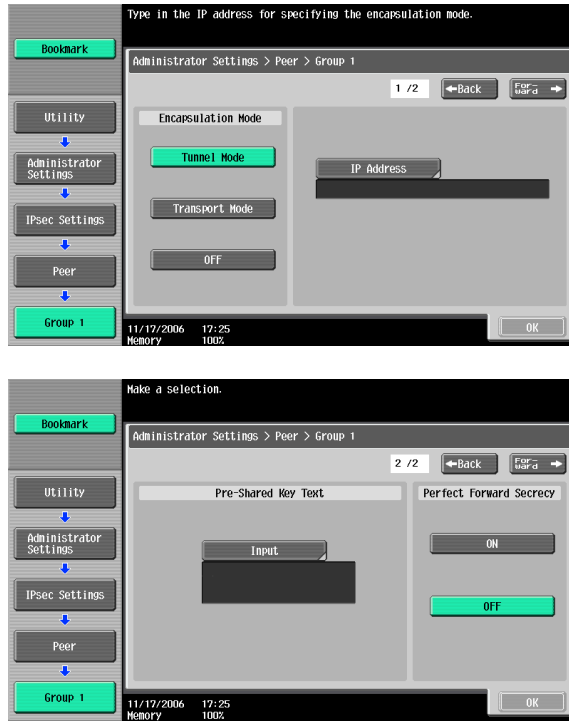 Type in the IP address for specifying the encapsulation mode.
Bookmark
Administrator Settings > Peer > Group 1
1 /2
←Back
For-
ward →
Utility
Administrator
Settings
IPsec Settings
Peer
Group 1
Encapsulation Mode
Tunnel Mode
Transport Mode
OFF
IP Address
11/17/2006 17:25
Memory 100%
OK
Make a selection.
Bookmark
Administrator Settings > Peer > Group 1
2 /2
←Back
For-
ward →
Utility
Administrator
Settings
IPsec Settings
Peer
Group 1
Pre-Shared Key Text
Input
Perfect Forward Secrecy
ON
OFF
11/17/2006 17:25
Memory 100%
OK